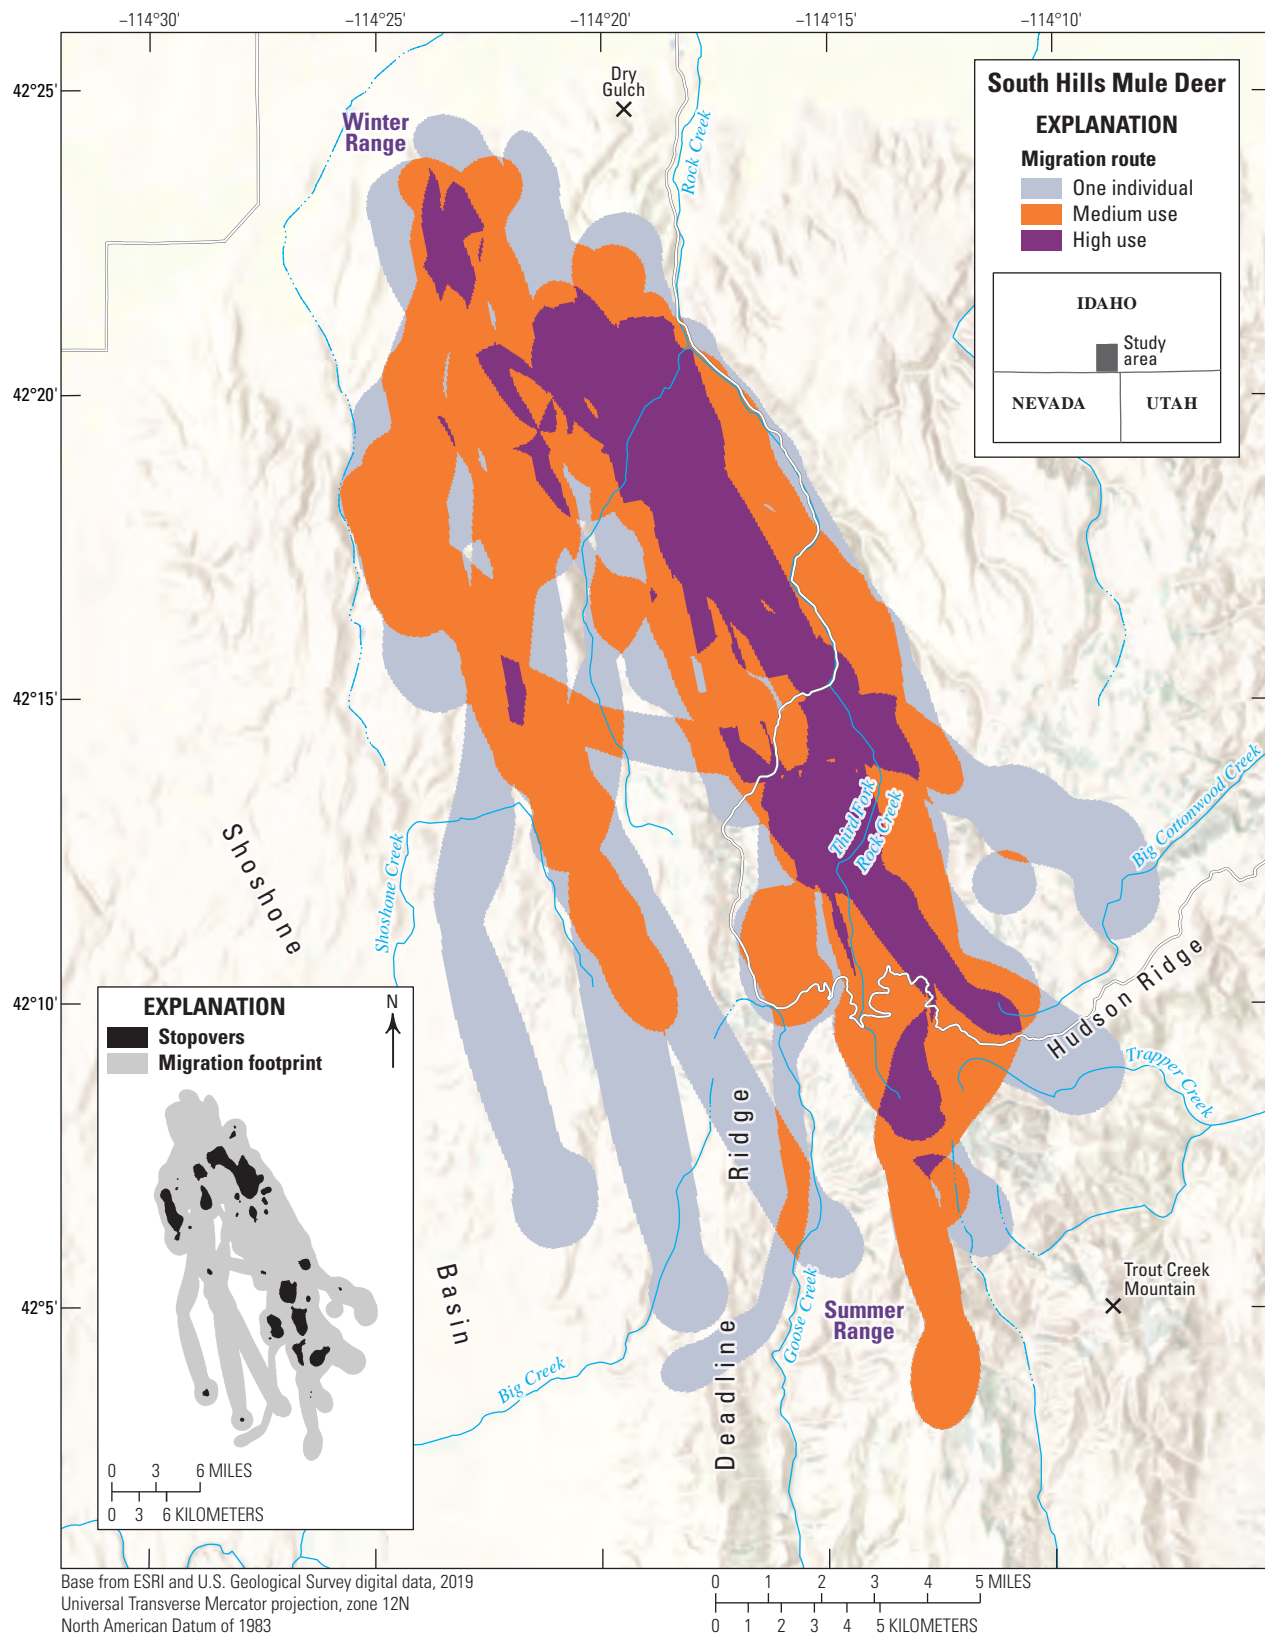 −114°30'
−114°25'
−114°20'
−114°15'
−114°10'
42°25'
42°20'
42°15'
42°10'
42°5'
South Hills Mule Deer
EXPLANATION
Migration route
One individual
Medium use
High use
IDAHO
Study
area
NEVADA
UTAH
Dry
Gulch
Winter
Range
Rock Creek
Big Cottonwood Creek
Third Fork
Rock Creek
Shoshone
Shoshone Creek
Hudson Ridge
Trapper Creek
Ridge
Basin
Trout Creek
Mountain
Summer
Range
Goose Creek
Deadline
Big Creek
EXPLANATION
Stopovers
Migration footprint
N
0 3 6 MILES
0 3 6 KILOMETERS
Base from ESRI and U.S. Geological Survey digital data, 2019
Universal Transverse Mercator projection, zone 12N
North American Datum of 1983
0 1 2 3 4 5 MILES
0 1 2 3 4 5 KILOMETERS